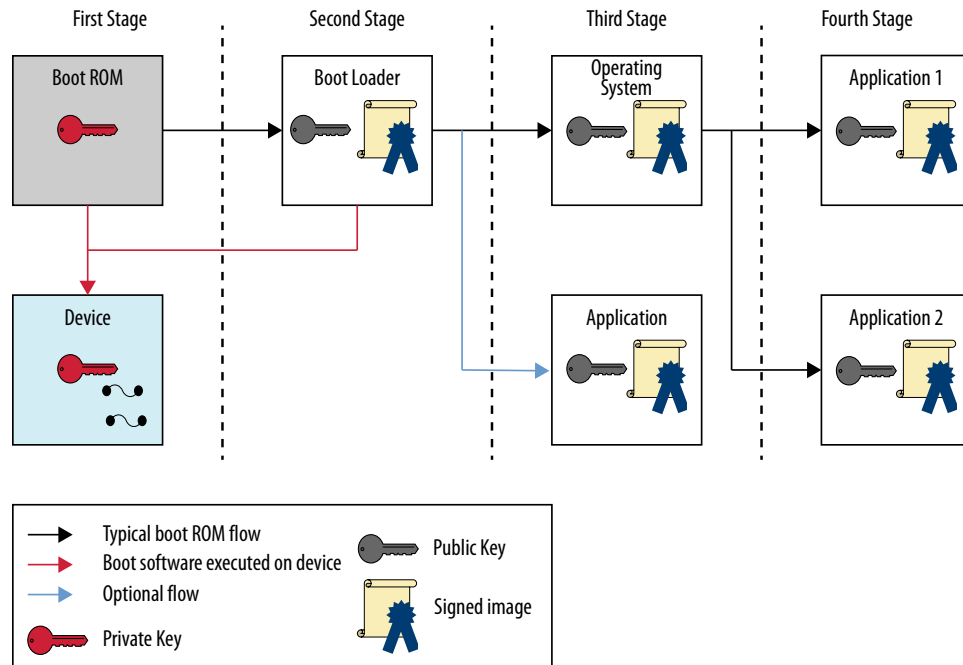 First Stage
Second Stage
Third Stage
Fourth Stage
Boot ROM
Boot Loader
Operating
System
Application 1
Device
Application
Application 2
Typical boot ROM flow
Boot software executed on device
Optional flow
Private Key
Public Key
Signed image